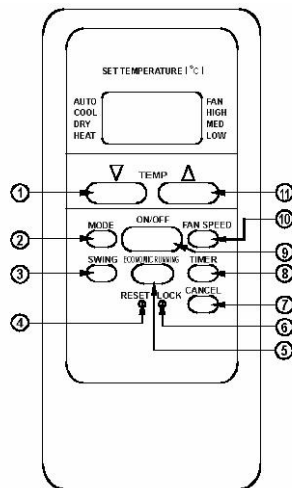 SET TEMPERATURE (°C)
AUTO FAN
COOL HIGH
DRY MED
HEAT LOW
TEMP
1 11
10
ON/OFF
MODE FAN SPEED
2 9
SWING ECONOMIC RUNNING TIMER
3 8
RESET LOCK CANCEL
4 7
6
5